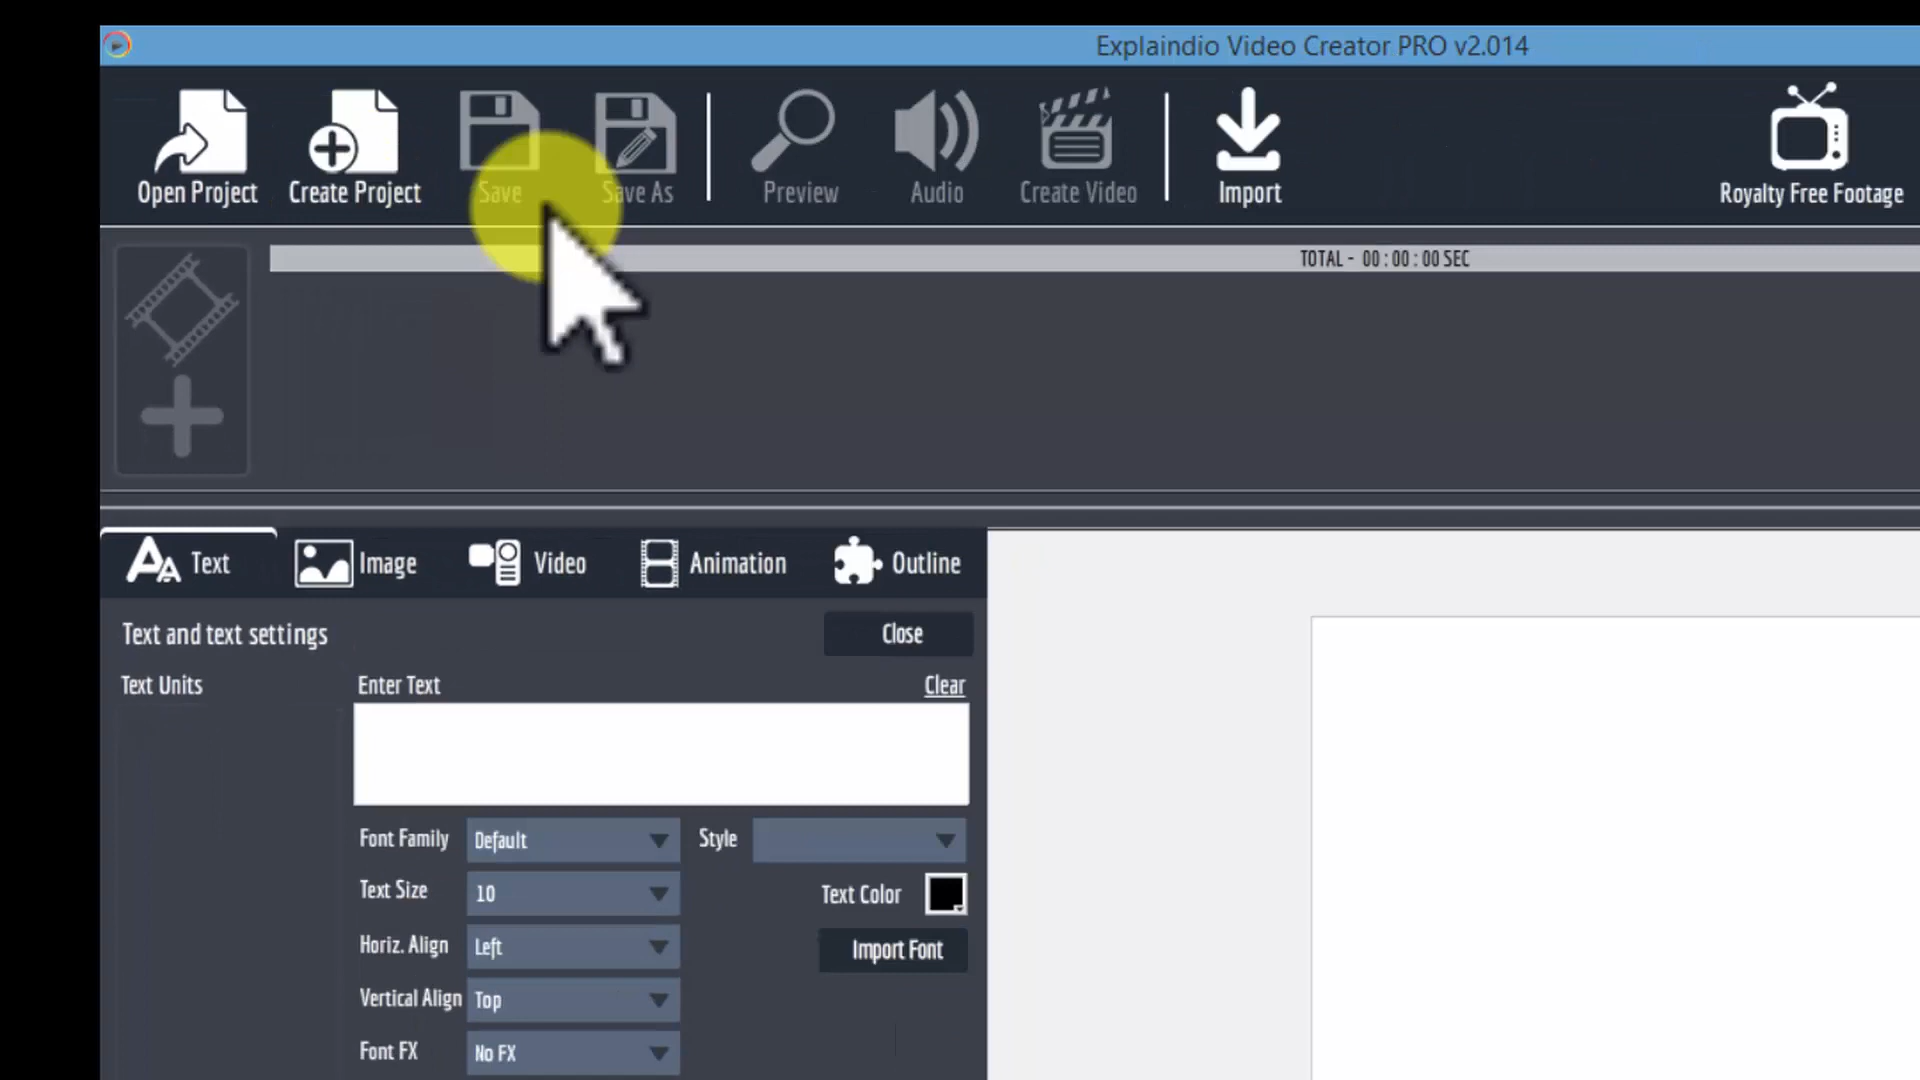 Explaindio Video Creator PRO v2.014
Open Project
Create Project
Save
Save As
Preview
Audio
Create Video
Import
Royalty Free Footage
TOTAL - 00 : 00 : 00 SEC
Text
Image
Video
Animation
Outline
Text and text settings
Close
Text Units
Enter Text
Clear
Font Family
Default
Style
Text Size
10
Text Color
Horiz. Align
Left
Import Font
Vertical Align
Top
Font FX
No FX